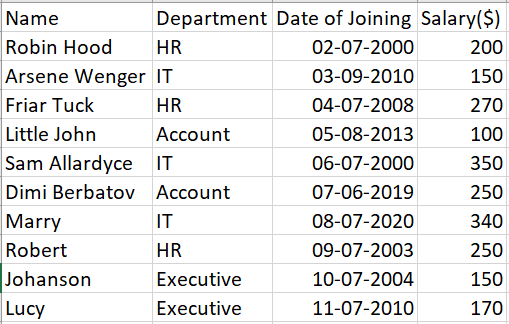 Name Department Date of Joining Salary($)
Robin Hood HR 02-07-2000 200
Arsene Wenger IT 03-09-2010 150
Friar Tuck HR 04-07-2008 270
Little John Account 05-08-2013 100
Sam Allardyce IT 06-07-2000 350
Dimi Berbatov Account 07-06-2019 250
Marry IT 08-07-2020 340
Robert HR 09-07-2003 250
Johanson Executive 10-07-2004 150
Lucy Executive 11-07-2010 170